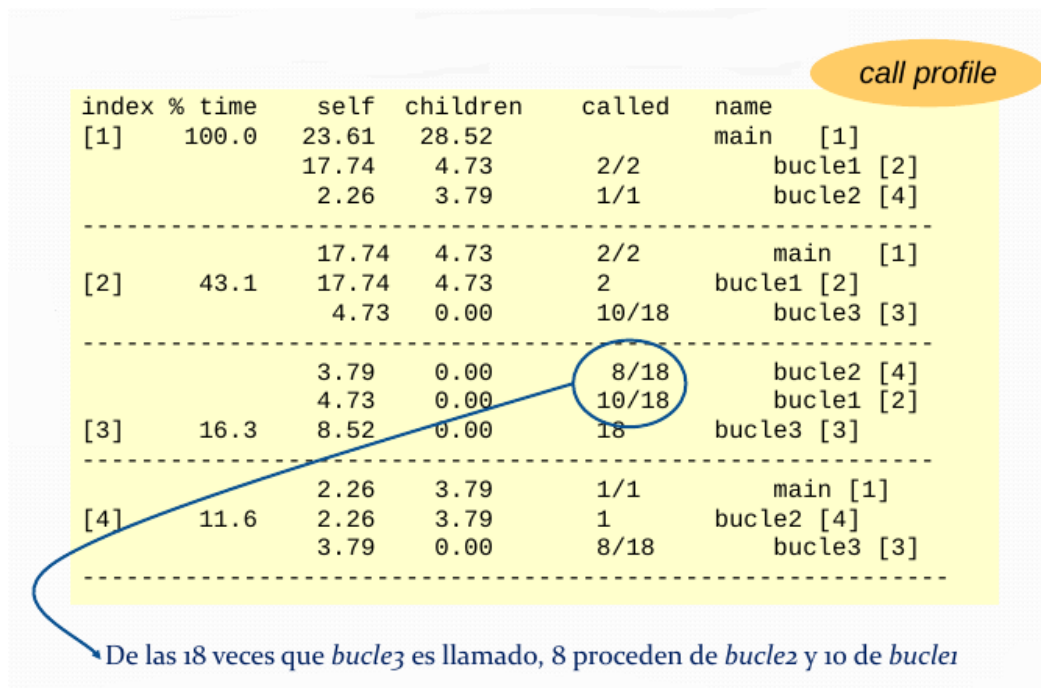 call profile
index % time self children called name
[1] 100.0 23.61 28.52 main [1]
17.74 4.73 2/2 bucle1 [2]
2.26 3.79 1/1 bucle2 [4]
-----------------------------------------------------------
17.74 4.73 2/2 main [1]
[2] 43.1 17.74 4.73 2 bucle1 [2]
4.73 0.00 10/18 bucle3 [3]
-----------------------------------------------------------
3.79 0.00 8/18 bucle2 [4]
4.73 0.00 10/18 bucle1 [2]
[3] 16.3 8.52 0.00 18 bucle3 [3]
-----------------------------------------------------------
2.26 3.79 1/1 main [1]
[4] 11.6 2.26 3.79 1 bucle2 [4]
3.79 0.00 8/18 bucle3 [3]
------------------------------------------------------------
De las 18 veces que bucle3 es llamado, 8 proceden de bucle2 y 10 de bucle1